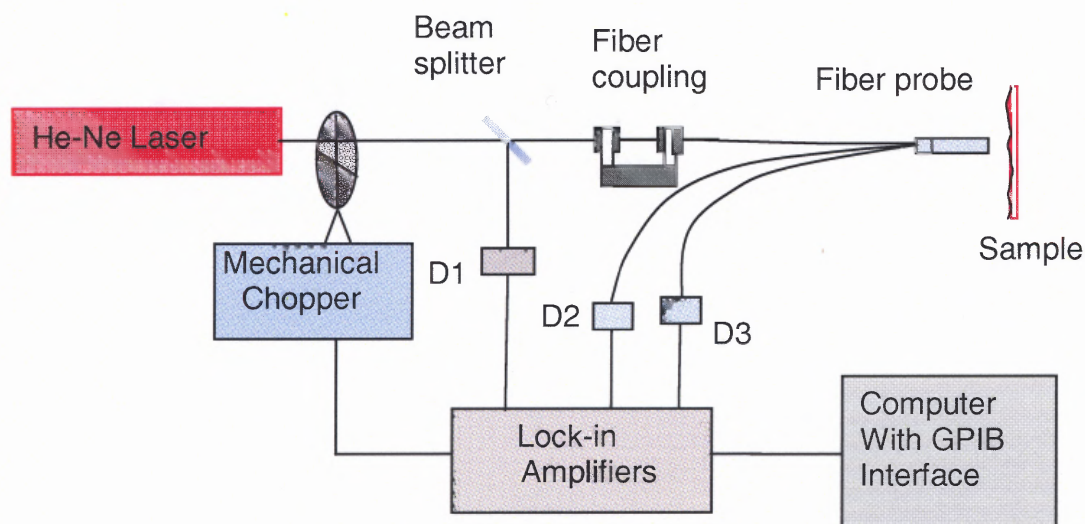 Beam
splitter
Fiber
coupling
Fiber probe
He-Ne Laser
Sample
Mechanical
Chopper
D1
D2
D3
Lock-in
Amplifiers
Computer
With GPIB
Interface